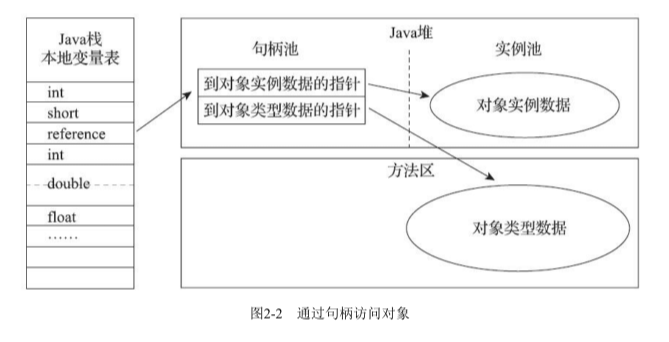 Java栈
本地变量表
int
short
reference
int
double
float
……
Java堆
句柄池
实例池
到对象实例数据的指针
到对象类型数据的指针
对象实例数据
方法区
对象类型数据
图2-2 通过句柄访问对象